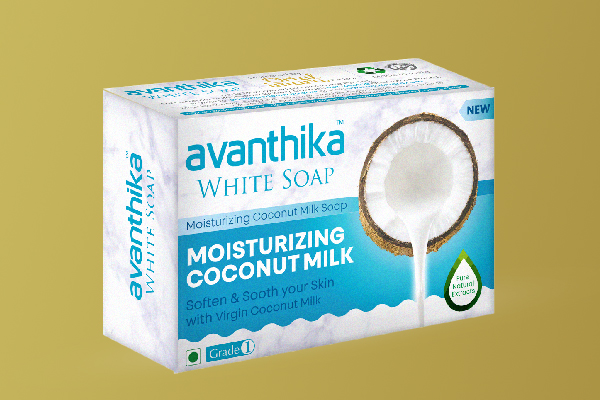 avanthika
NEW
avanthika™
WHITE SOAP
Moisturizing Coconut Milk Soap
MOISTURIZING
COCONUT MILK
Soften & Sooth your Skin
with Virgin Coconut Milk
Pure
Natural
Extracts
Grade 1
avanthika
WHITE SOAP